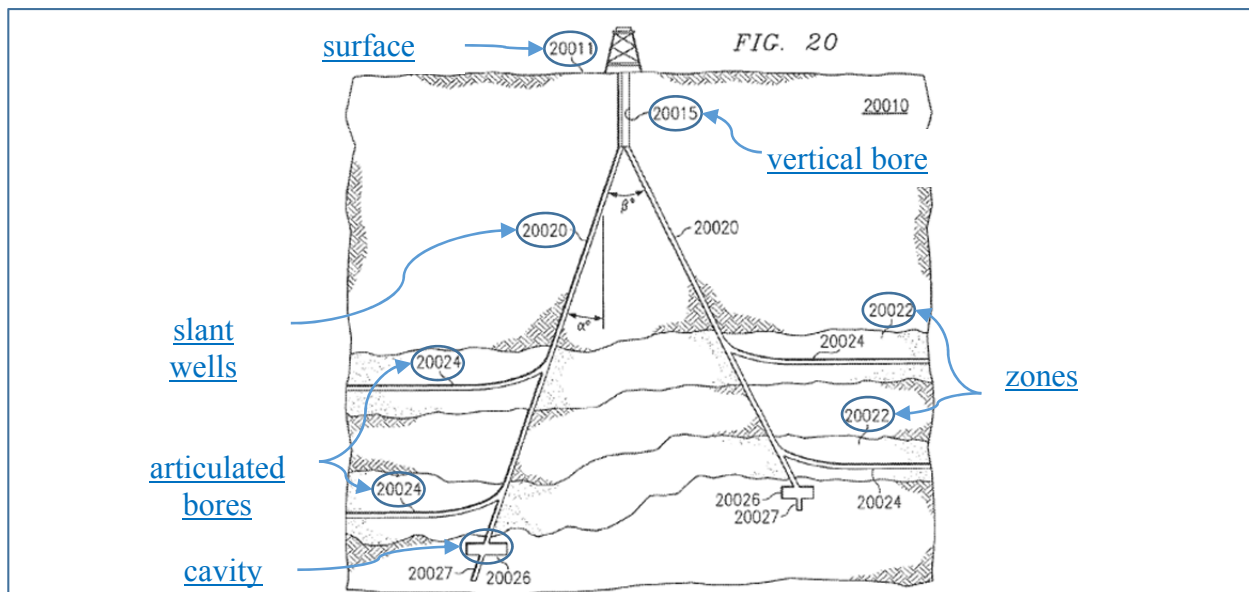 surface
20011
FIG. 20
20015
20010
vertical bore
β°
20020
20020
α°
slant
wells
20022
20024
20024
zones
20022
articulated
bores
20024
20026
20027
20024
cavity
20027
20026